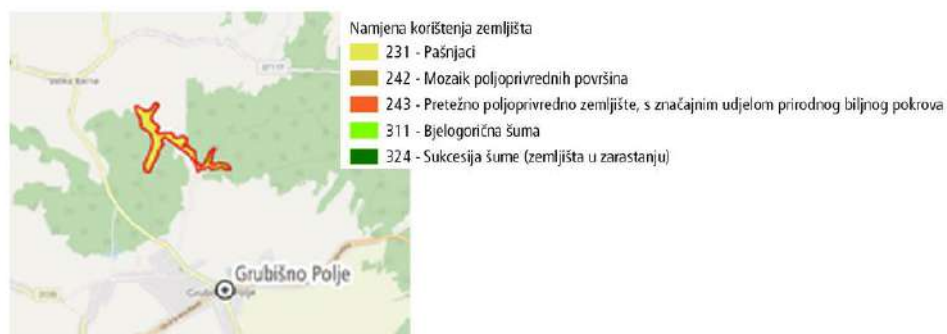 Namjena korištenja zemljišta
231 - Pašnjaci
242 - Mozaik poljoprivrednih površina
243 - Pretežno poljoprivredno zemljište, s značajnim udjelom prirodnog biljnog pokrova
311 - Bjelogorična šuma
324 - Sukcesija šume (zemljišta u zarastanju)
Grubišno Polje